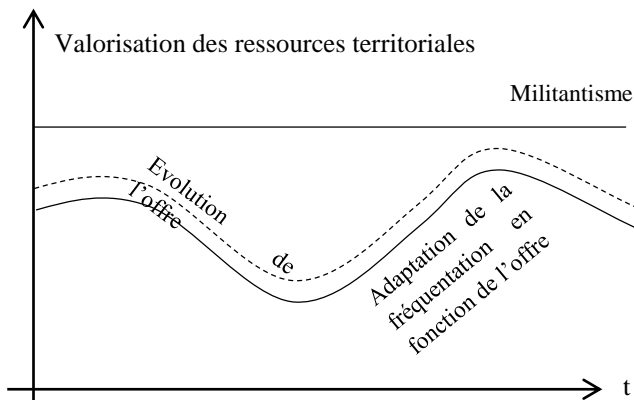 Valorisation des ressources territoriales
Militantisme
Evolution de
l’offre
Adaptation de la
fréquentation en
fonction de l’offre
t